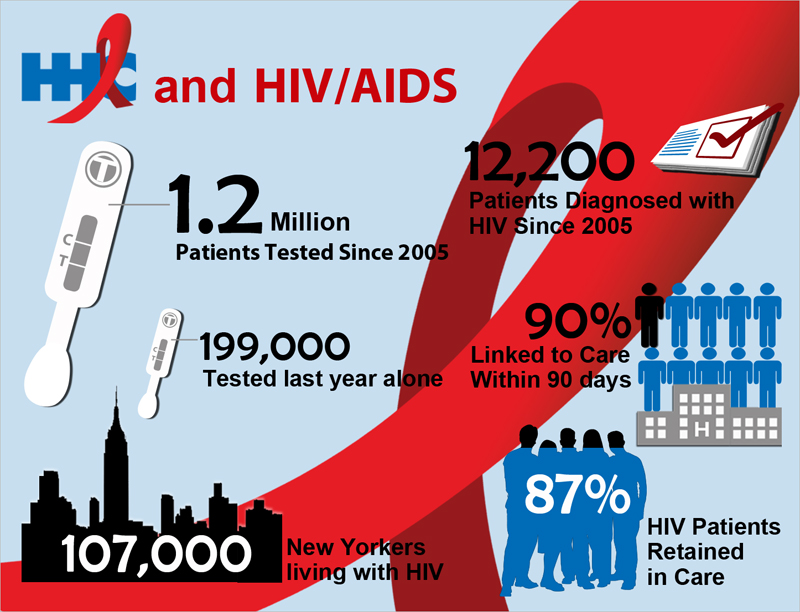 HHC and HIV/AIDS
1.2 Million
Patients Tested Since 2005
12,200
Patients Diagnosed with
HIV Since 2005
T
C
T
199,000
Tested last year alone
T
C
T
90%
Linked to Care
Within 90 days
H
107,000
New Yorkers
living with HIV
87%
HIV Patients
Retained
in Care